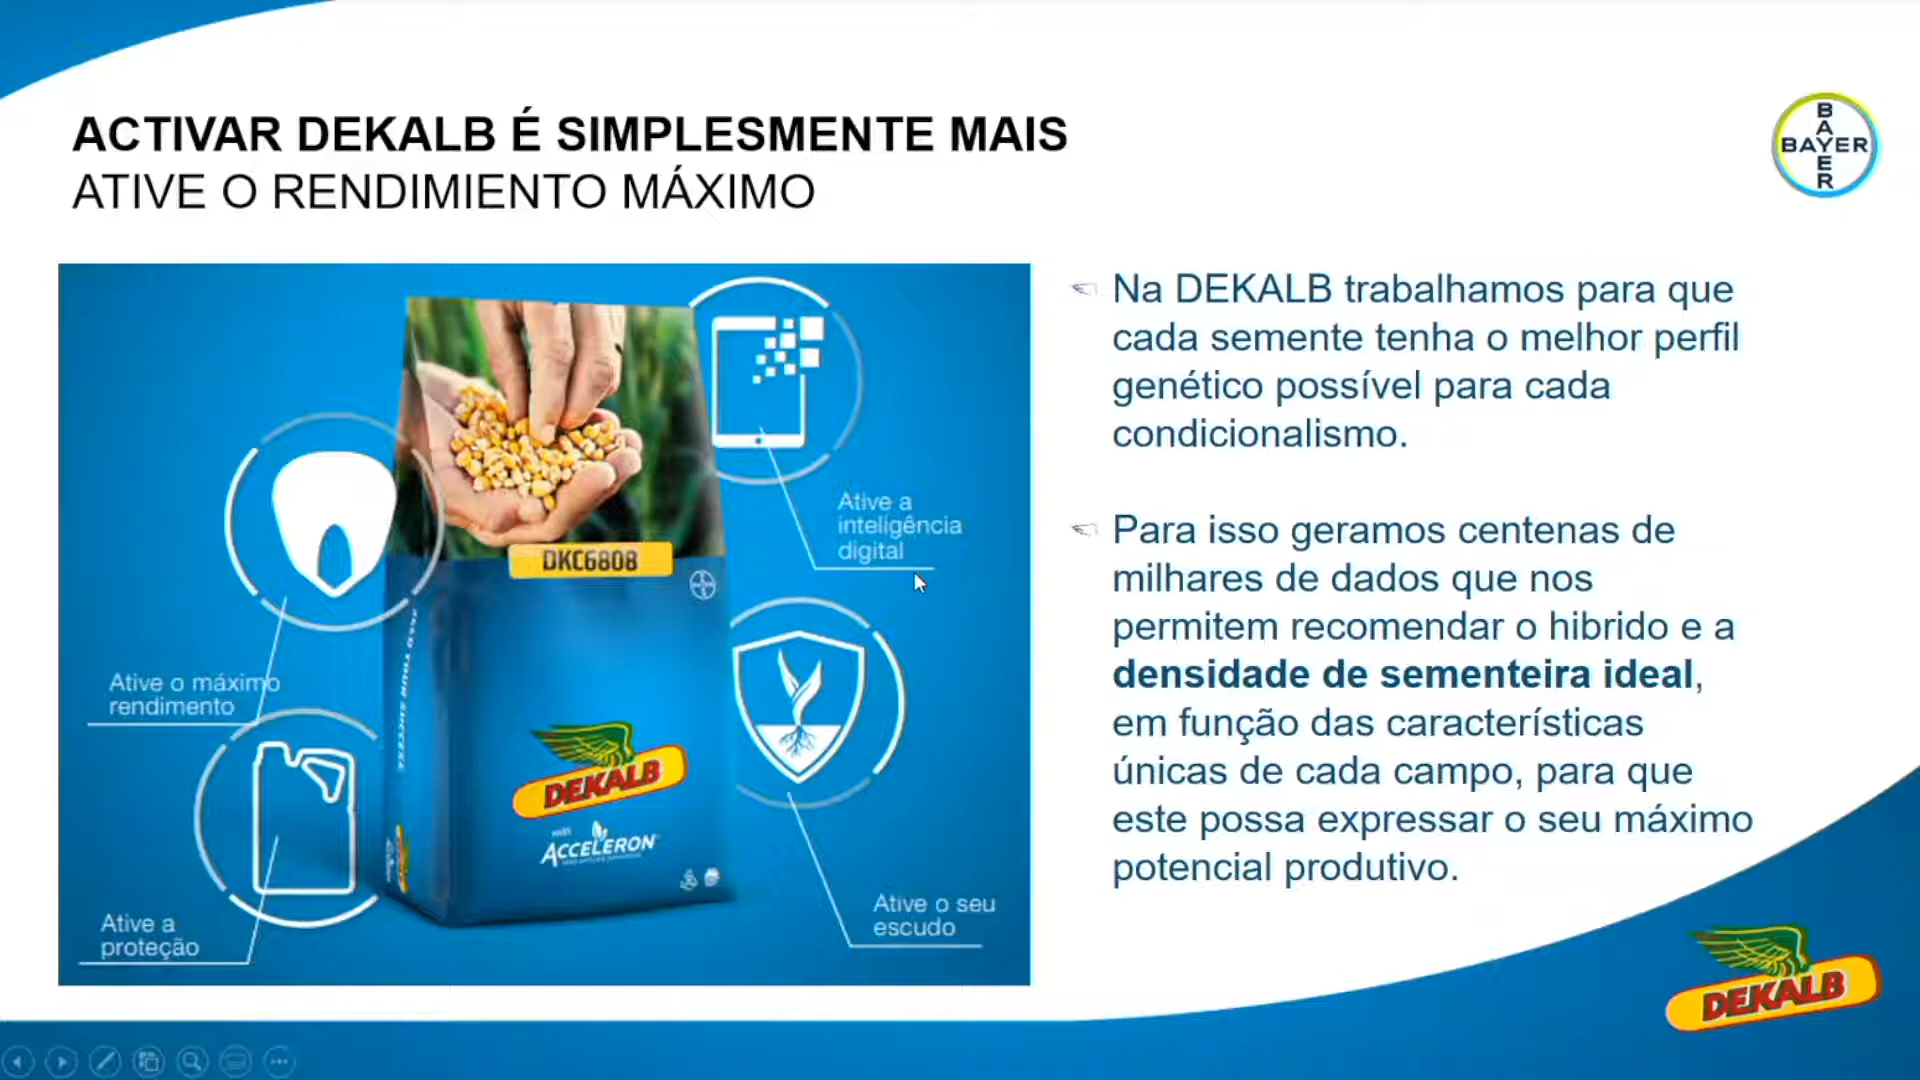 ACTIVAR DEKALB É SIMPLESMENTE MAIS
ATIVE O RENDIMIENTO MÁXIMO
BAYER
BAYER
Na DEKALB trabalhamos para que
cada semente tenha o melhor perfil
genético possível para cada
condicionalismo.
Para isso geramos centenas de
milhares de dados que nos
permitem recomendar o hibrido e a
densidade de sementeira ideal,
em função das características
únicas de cada campo, para que
este possa expressar o seu máximo
potencial produtivo.
Ative a
inteligência
digital
DKC6808
Ative o máximo
rendimento
DEKALB
ACCELERON
Ative a
proteção
Ative o seu
escudo
DEKALB